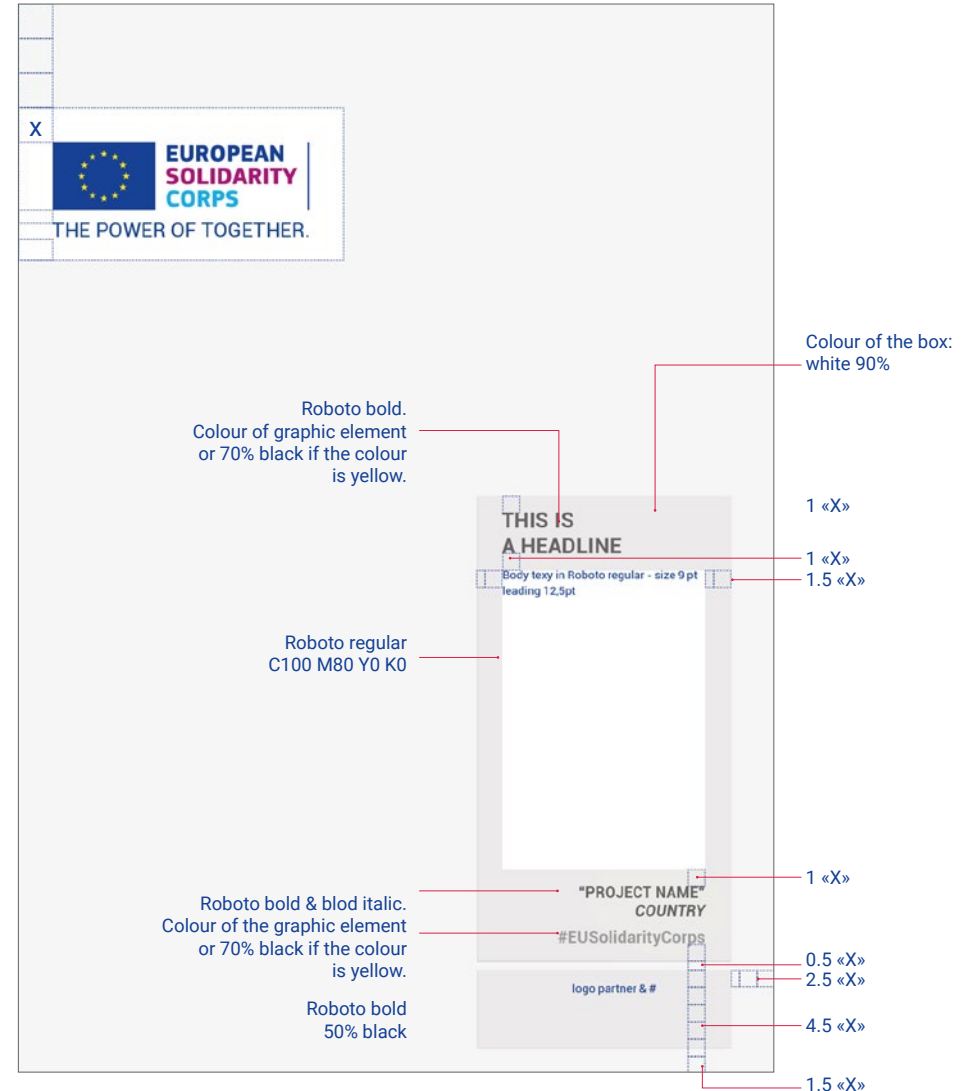 X
EUROPEAN
SOLIDARITY
CORPS
THE POWER OF TOGETHER.
Colour of the box:
white 90%
Roboto bold.
Colour of graphic element
or 70% black if the colour
is yellow.
1 «X»
THIS IS
A HEADLINE
1 «X»
1.5 «X»
Body texy in Roboto regular - size 9 pt
leading 12,5pt
Roboto regular
C100 M80 Y0 K0
1 «X»
"PROJECT NAME"
COUNTRY
#EUSolidarityCorps
Roboto bold & blod italic.
Colour of the graphic element
or 70% black if the colour
is yellow.
0.5 «X»
2.5 «X»
logo partner & #
Roboto bold
50% black
4.5 «X»
1.5 «X»